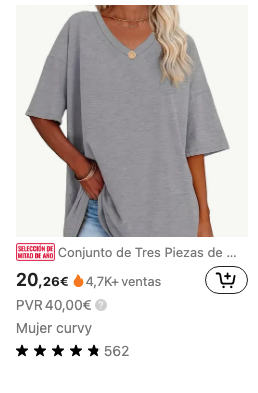 SELECCIÓN DE MITAD DE AÑO Conjunto de Tres Piezas de ...
20,26€ 4,7K+ ventas
PVR 40,00€ ?
Mujer curvy
562